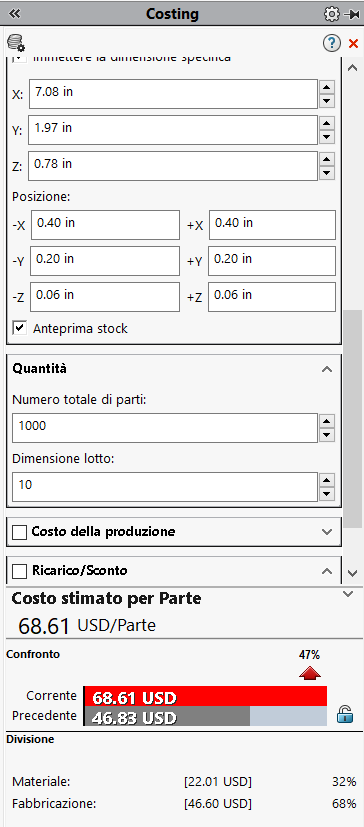 Costing
Immettere la dimensione specifica
X: 7.08 in
Y: 1.97 in
Z: 0.78 in
Posizione:
-X 0.40 in +X 0.40 in
-Y 0.20 in +Y 0.20 in
-Z 0.06 in +Z 0.06 in
Anteprima stock
Quantità
Numero totale di parti:
1000
Dimensione lotto:
10
Costo della produzione
Ricarico/Sconto
Costo stimato per Parte
68.61 USD/Parte
Confronto 47%
Corrente 68.61 USD
Precedente 46.83 USD
Divisione
Materiale: [22.01 USD] 32%
Fabbricazione: [46.60 USD] 68%